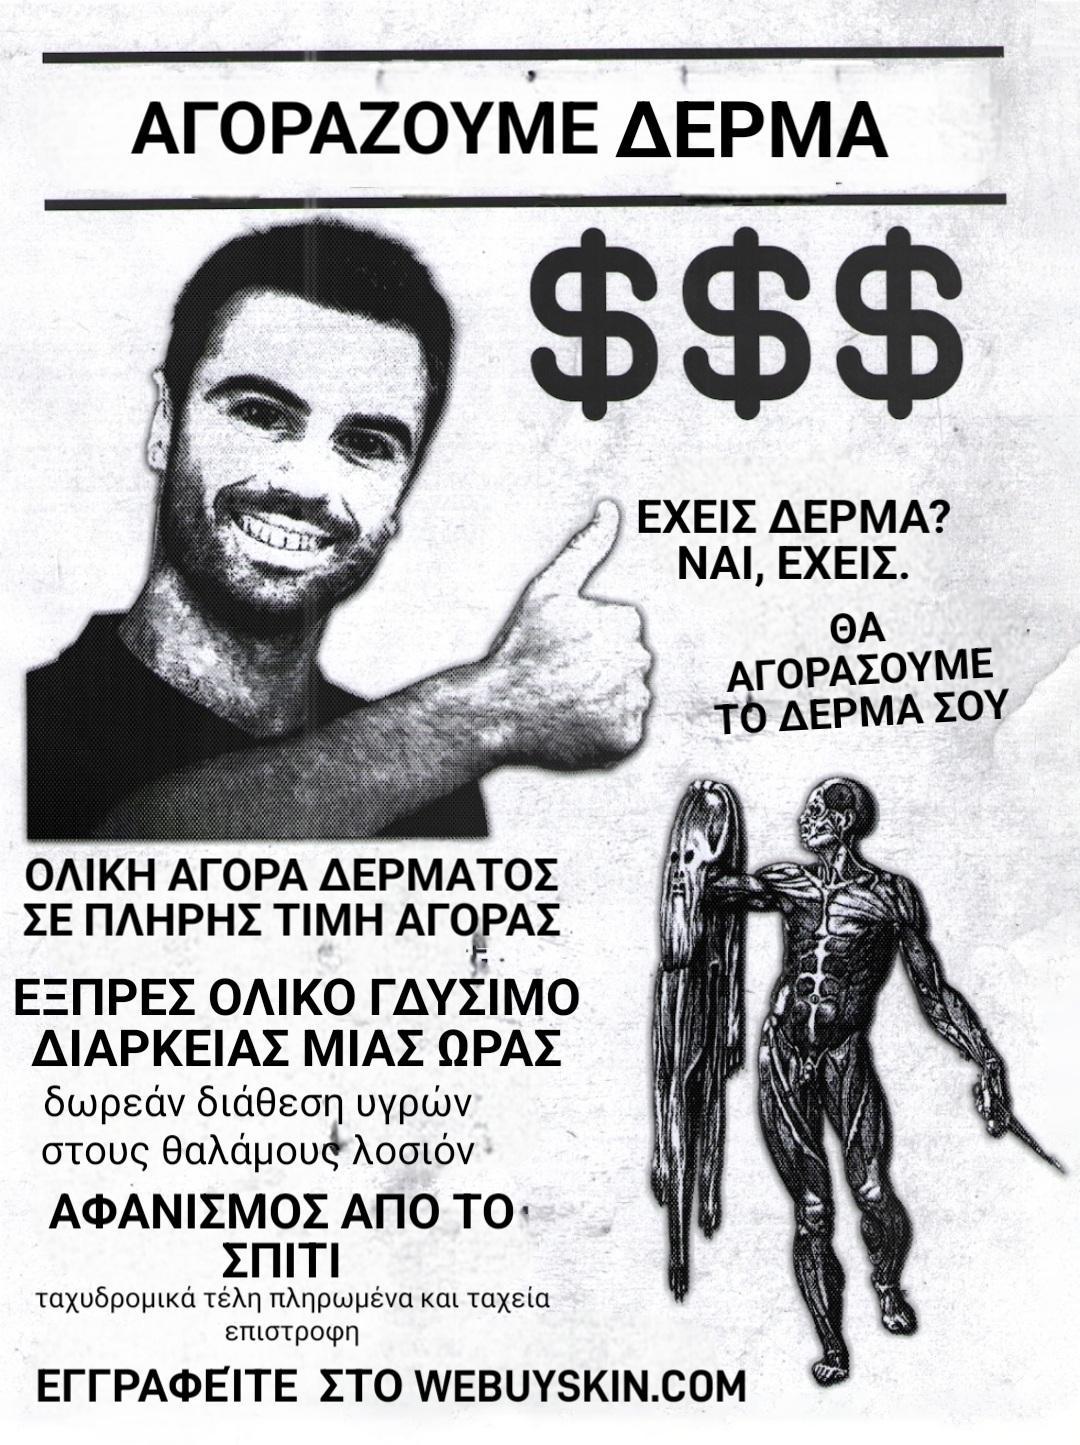 ΑΓΟΡΑΖΟΥΜΕ ΔΕΡΜΑ
$$$
ΕΧΕΙΣ ΔΕΡΜΑ?
ΝΑΙ, ΕΧΕΙΣ.
ΘΑ
ΑΓΟΡΑΣΟΥΜΕ
ΤΟ ΔΕΡΜΑ ΣΟΥ
ΟΛΙΚΗ ΑΓΟΡΑ ΔΕΡΜΑΤΟΣ
ΣΕ ΠΛΗΡΗΣ ΤΙΜΗ ΑΓΟΡΑΣ
ΕΞΠΡΕΣ ΟΛΙΚΟ ΓΔΥΣΙΜΟ
ΔΙΑΡΚΕΙΑΣ ΜΙΑΣ ΩΡΑΣ
δωρεάν διάθεση υγρών
στους θαλάμους λοσιόν
ΑΦΑΝΙΣΜΟΣ ΑΠΟ ΤΟ
ΣΠΙΤΙ
ταχυδρομικά τέλη πληρωμένα και ταχεία
επιστροφη
ΕΓΓΡΑΦΕΊΤΕ ΣΤΟ WEBUYSKIN.COM